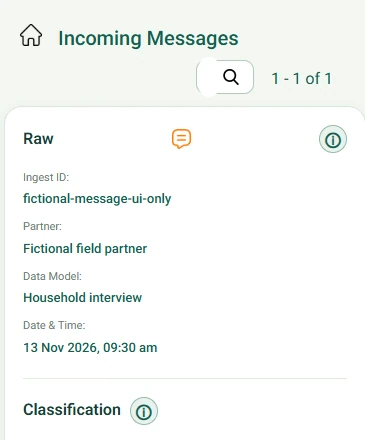 Incoming Messages
1 - 1 of 1
Raw
Ingest ID:
fictional-message-ui-only
Partner:
Fictional field partner
Data Model:
Household interview
Date & Time:
13 Nov 2026, 09:30 am
Classification